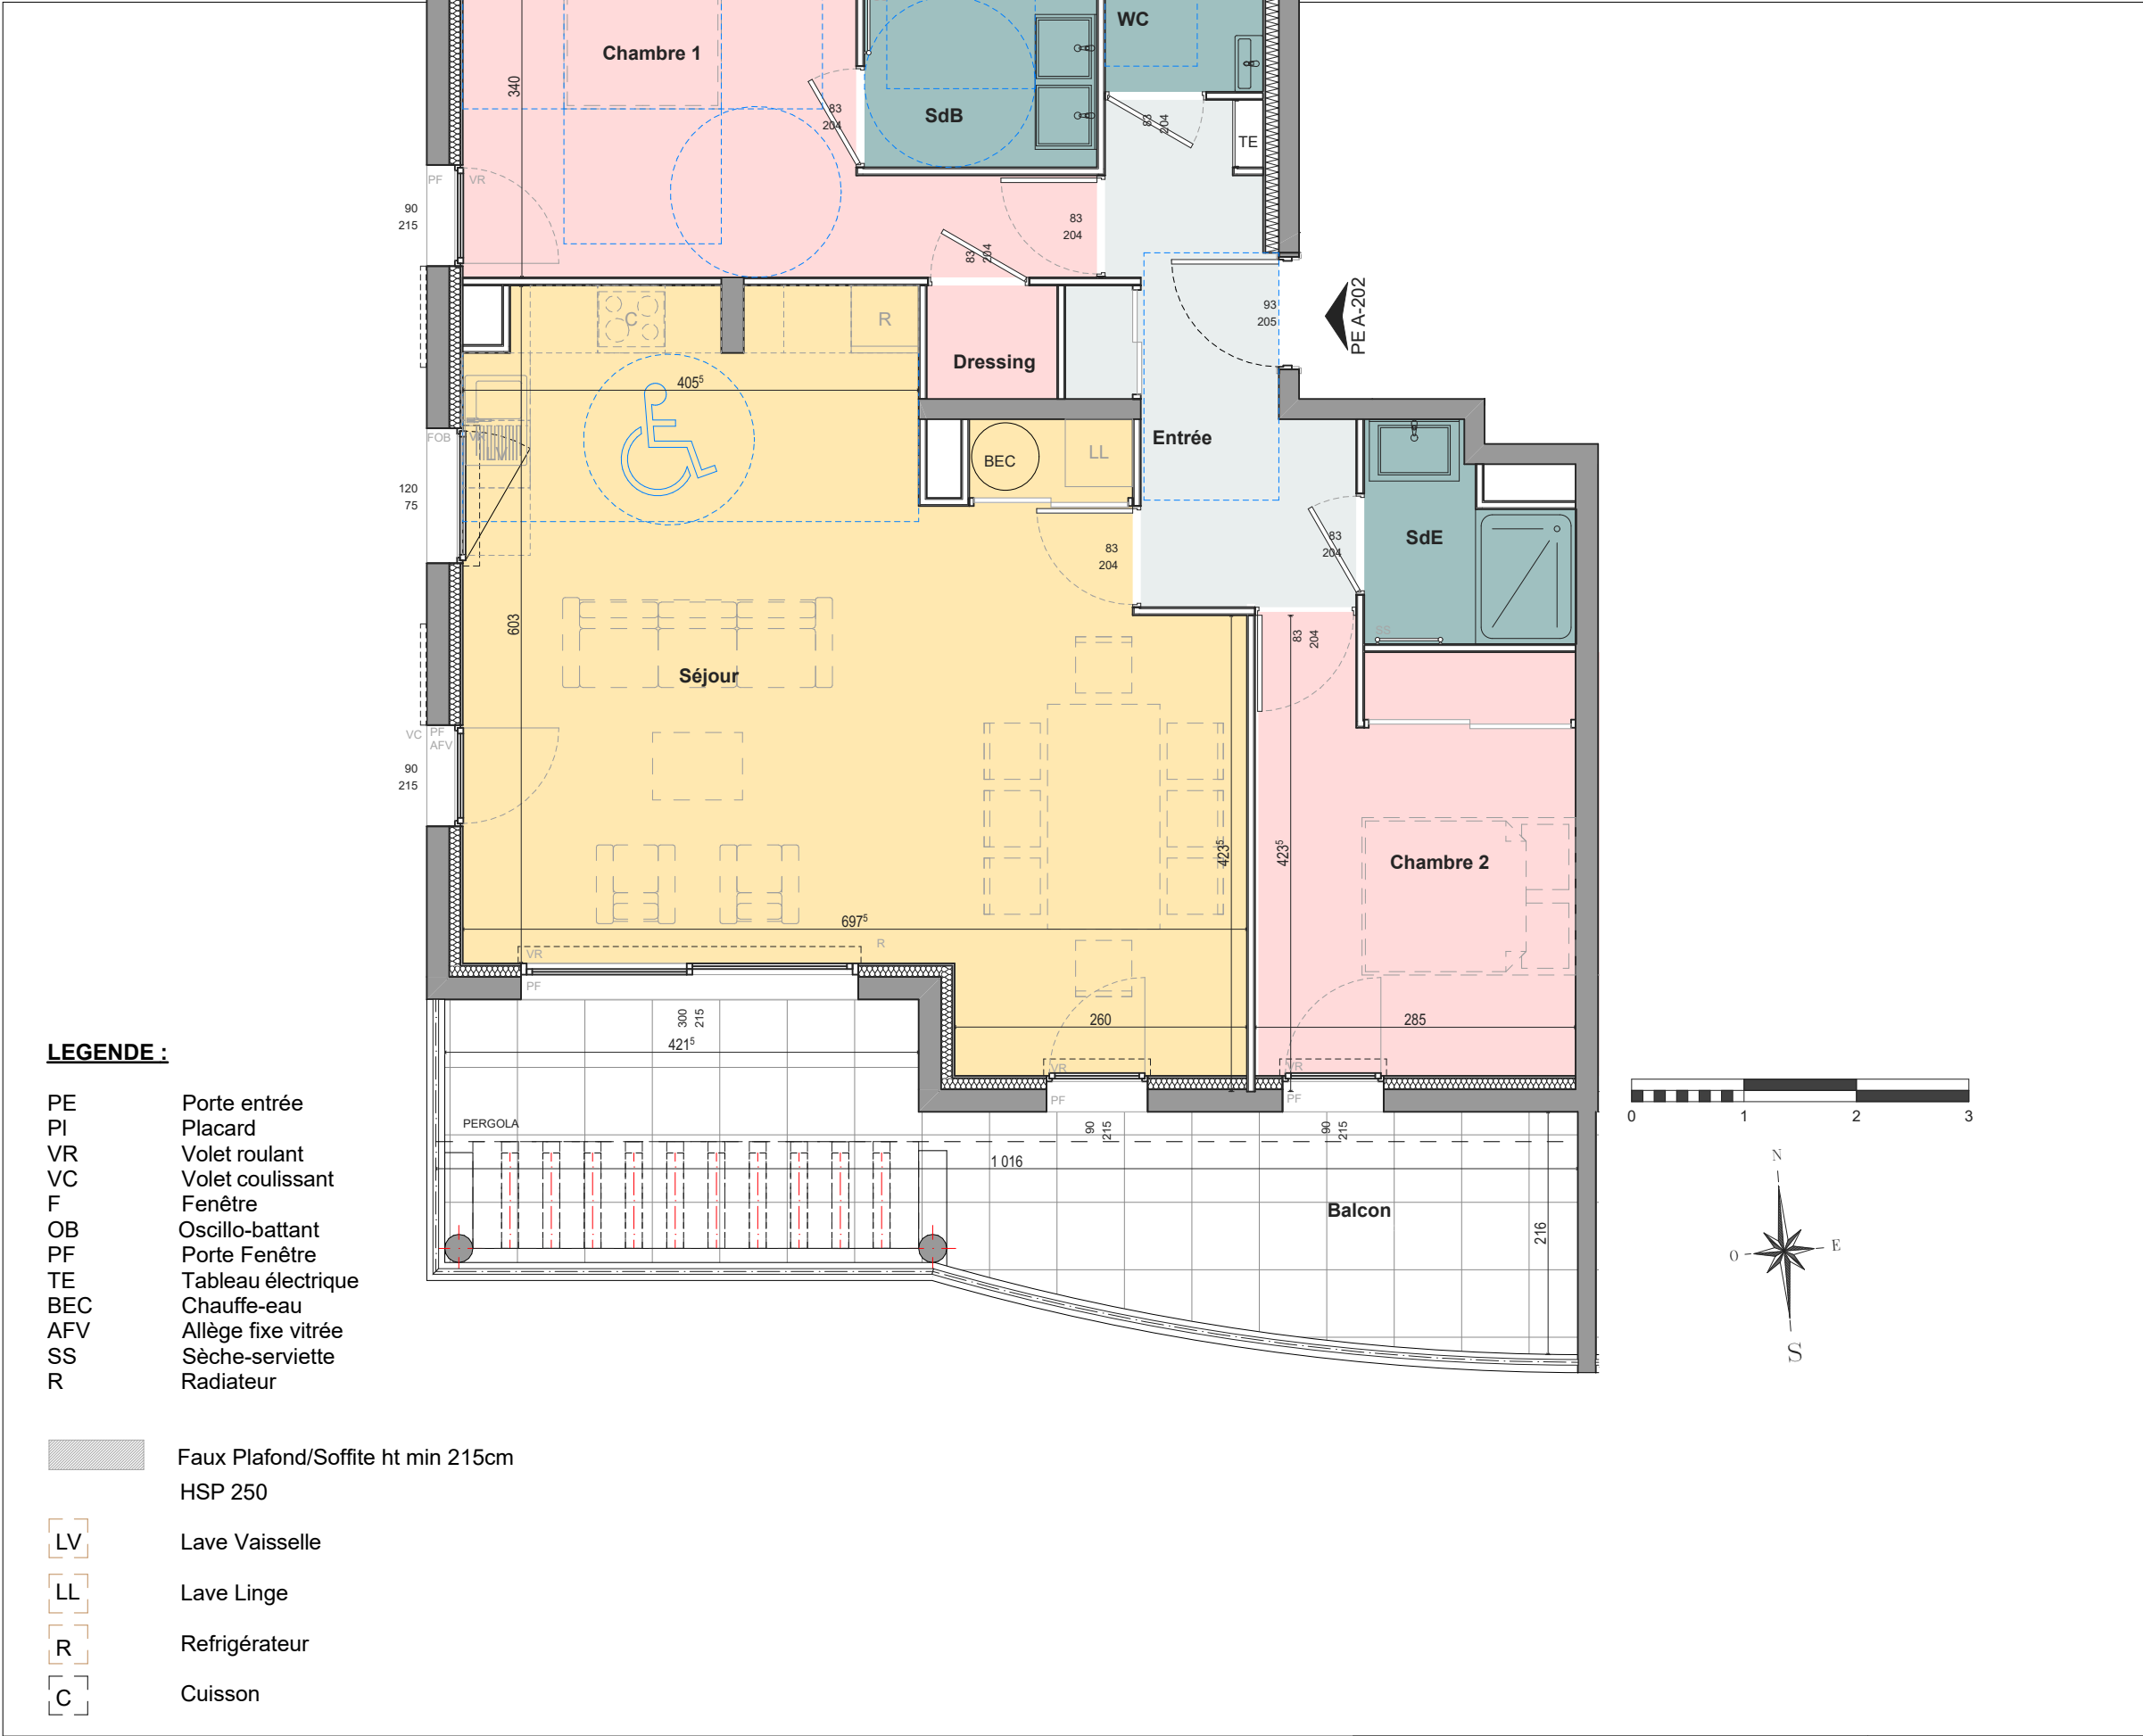 WC
Chambre 1
340
83
204
SdB
83
204
TE
PF
VR
90
215
83
204
83
204
93
205
PE A-202
C
R
Dressing
405⁵
FOB
VR
LV
BEC
LL
Entrée
120
75
83
204
83
204
SdE
SS
603
83
204
Séjour
VC
PF
AFV
90
215
423⁵
423⁵
Chambre 2
697⁵
R
VR
PF
300
215
421⁵
260
285
VR
VR
PF
PF
90
215
90
215
PERGOLA
1 016
Balcon
216
0
1
2
3
N
O
E
S
LEGENDE :
PE Porte entrée
PI Placard
VR Volet roulant
VC Volet coulissant
F Fenêtre
OB Oscillo-battant
PF Porte Fenêtre
TE Tableau électrique
BEC Chauffe-eau
AFV Allège fixe vitrée
SS Sèche-serviette
R Radiateur
Faux Plafond/Soffite ht min 215cm
HSP 250
LV Lave Vaisselle
LL Lave Linge
R Refrigérateur
C Cuisson